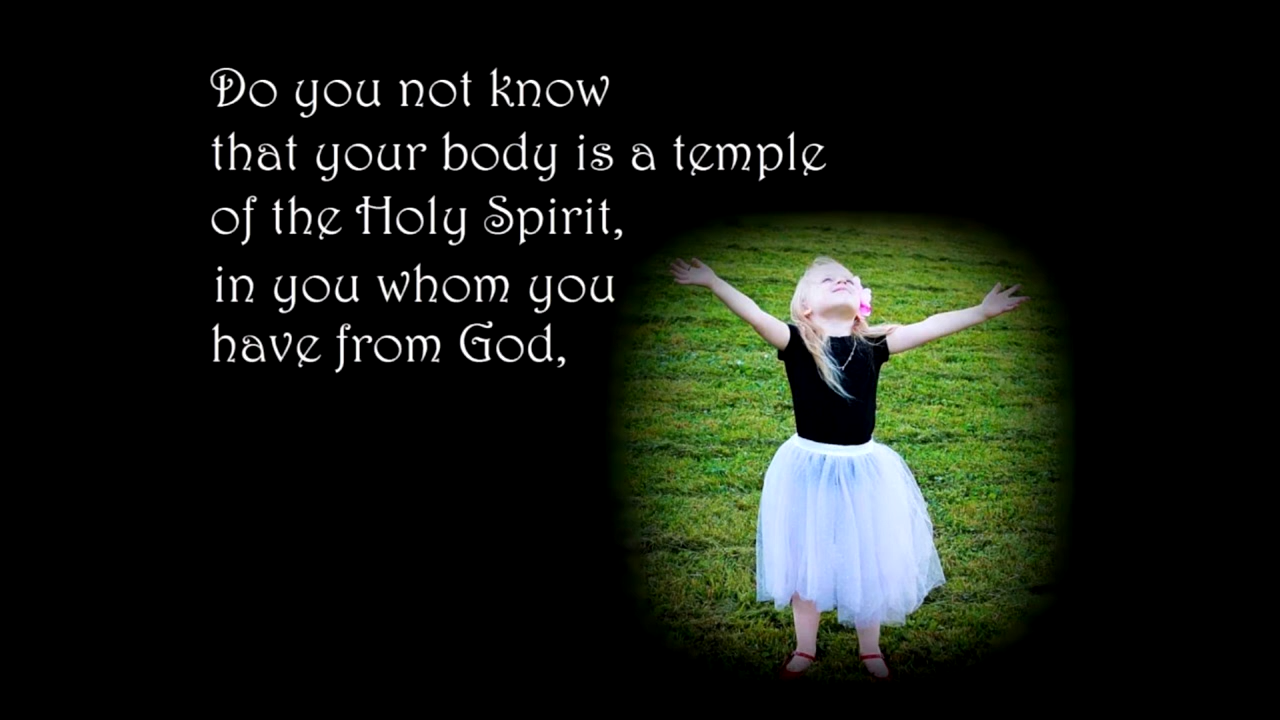 Do you not know
that your body is a temple
of the Holy Spirit,
in you whom you
have from God,